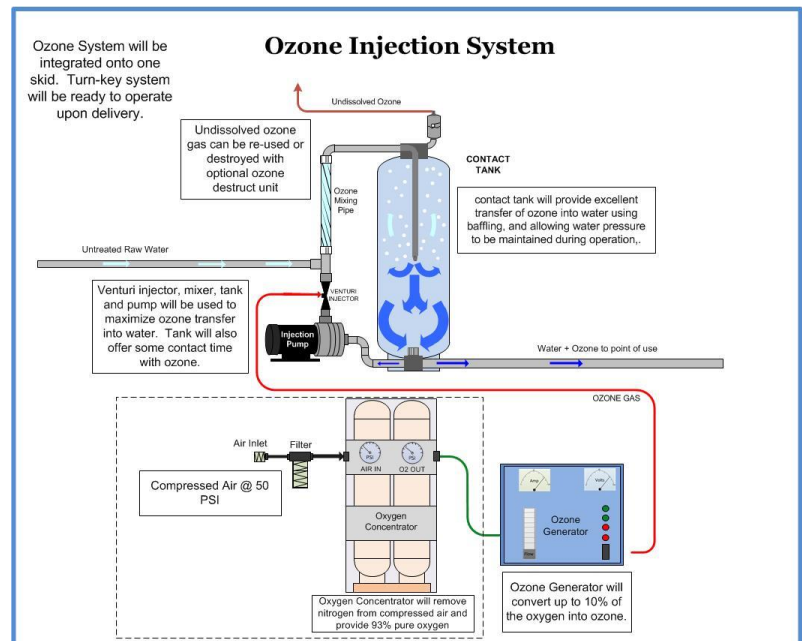 Ozone System will be
integrated onto one
skid. Turn-key system
will be ready to operate
upon delivery.
Ozone Injection System
Undissolved Ozone
Undissolved ozone
gas can be re-used or
destroyed with
optional ozone
destruct unit
Ozone
Mixing
Pipe
CONTACT
TANK
contact tank will provide excellent
transfer of ozone into water using
baffling, and allowing water pressure
to be maintained during operation,.
Untreated Raw Water
Venturi injector, mixer, tank
and pump will be used to
maximize ozone transfer
into water. Tank will also
offer some contact time
with ozone.
VENTURI
INJECTOR
Injection
Pump
Water + Ozone to point of use
OZONE GAS
Air Inlet
Filter
Compressed Air @ 50
PSI
PSI
PSI
AIR IN
O2 OUT
Oxygen
Concentrator
Amp
Volts
Ozone
Generator
Flow
Oxygen Concentrator will remove
nitrogen from compressed air and
provide 93% pure oxygen
Ozone Generator will
convert up to 10% of
the oxygen into ozone.